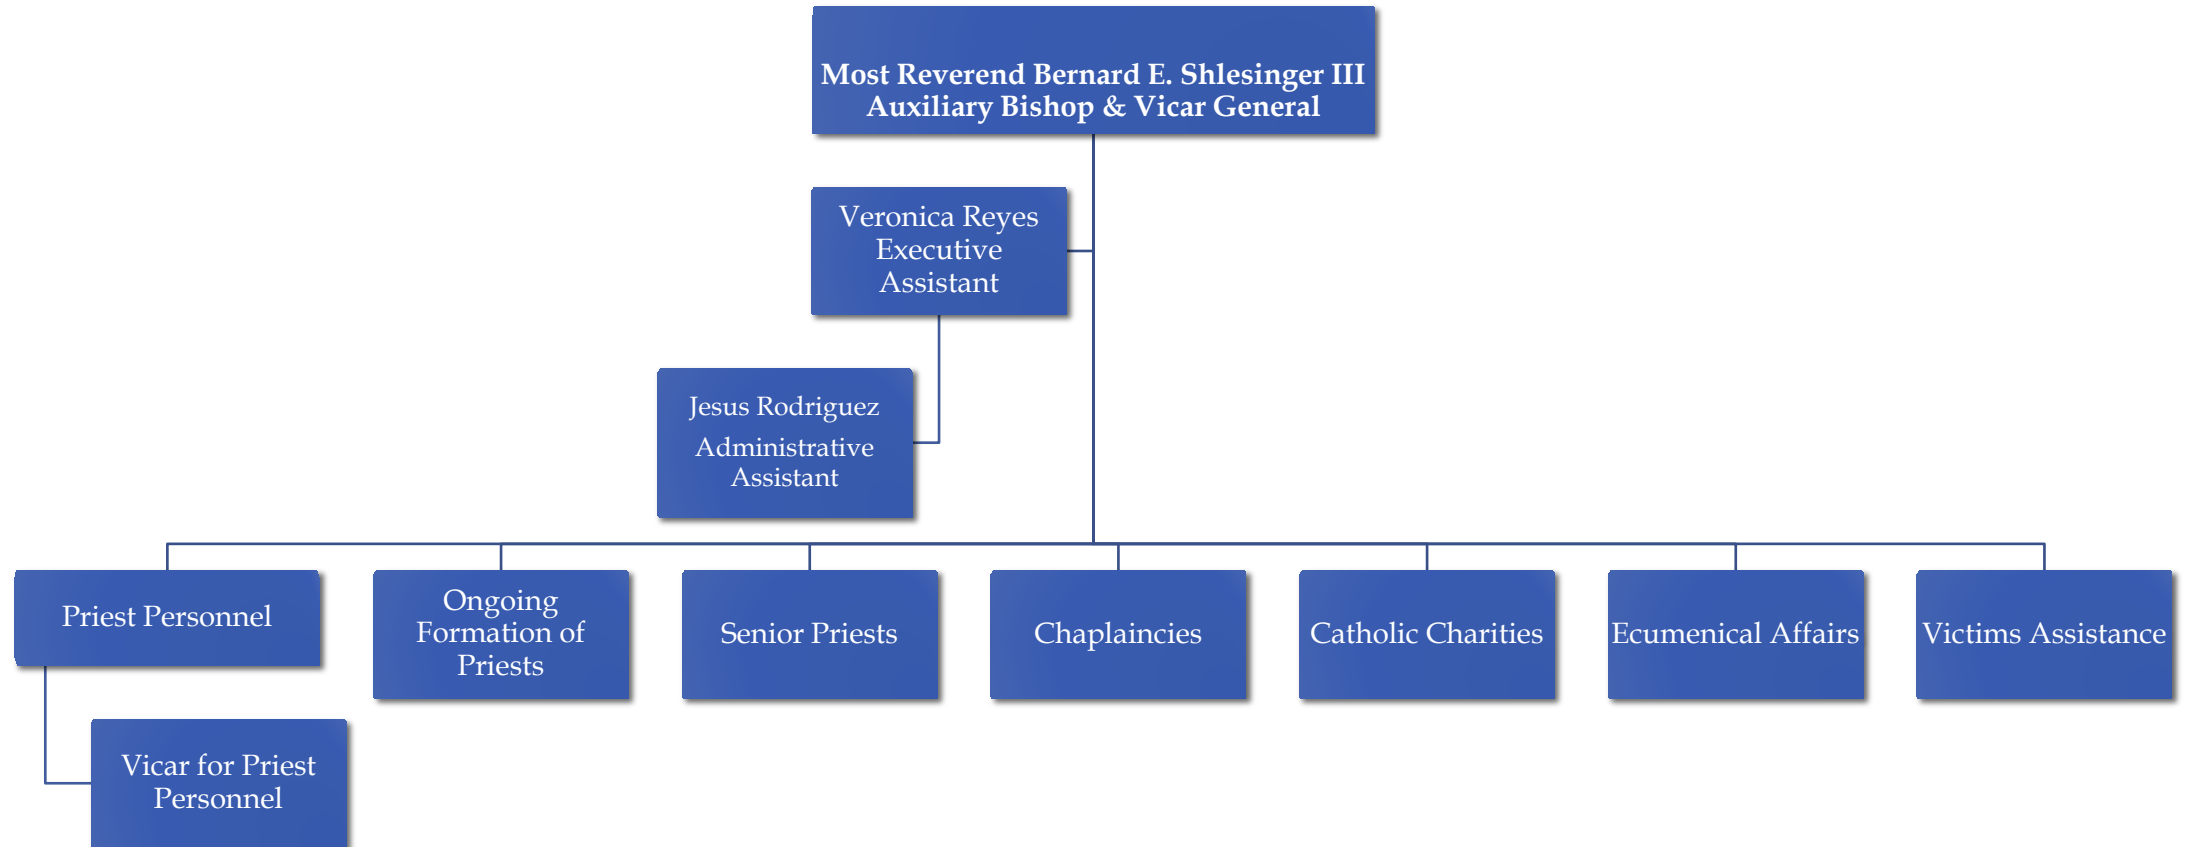 Most Reverend Bernard E. Shlesinger III
Auxiliary Bishop & Vicar General
Veronica Reyes
Executive
Assistant
Jesus Rodriguez
Administrative
Assistant
Priest Personnel
Ongoing
Formation of
Priests
Senior Priests
Chaplaincies
Catholic Charities
Ecumenical Affairs
Victims Assistance
Vicar for Priest
Personnel